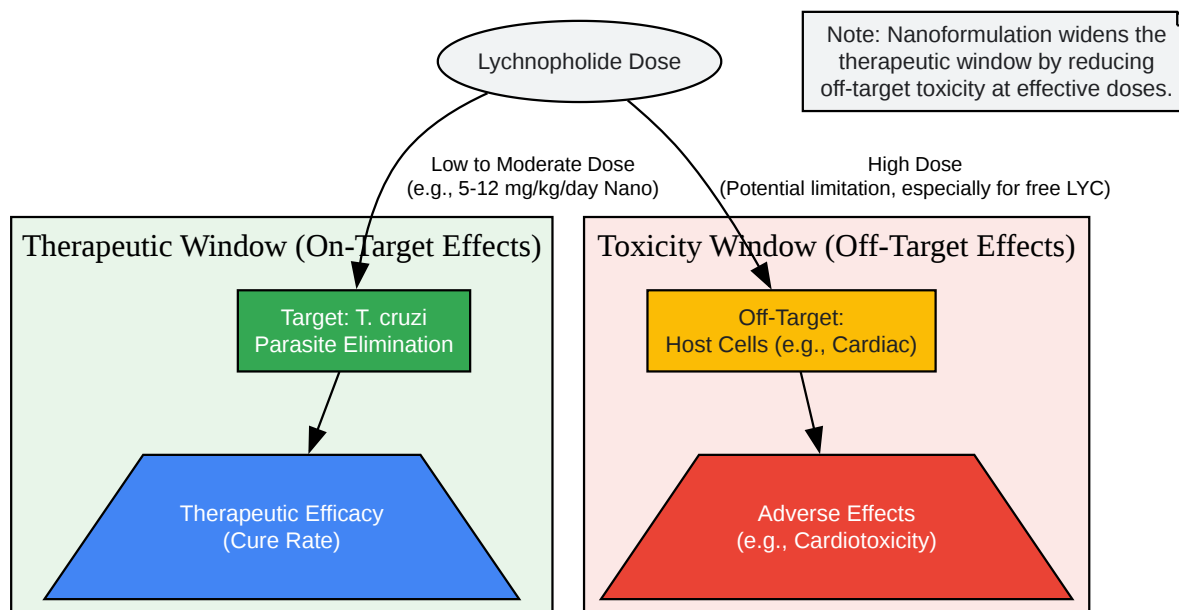 Lychnopholide Dose
Note: Nanoformulation widens the
therapeutic window by reducing
off-target toxicity at effective doses.
Low to Moderate Dose
(e.g., 5-12 mg/kg/day Nano)
High Dose
(Potential limitation, especially for free LYC)
Therapeutic Window (On-Target Effects)
Toxicity Window (Off-Target Effects)
Target: T. cruzi
Parasite Elimination
Off-Target:
Host Cells (e.g., Cardiac)
Therapeutic Efficacy
(Cure Rate)
Adverse Effects
(e.g., Cardiotoxicity)